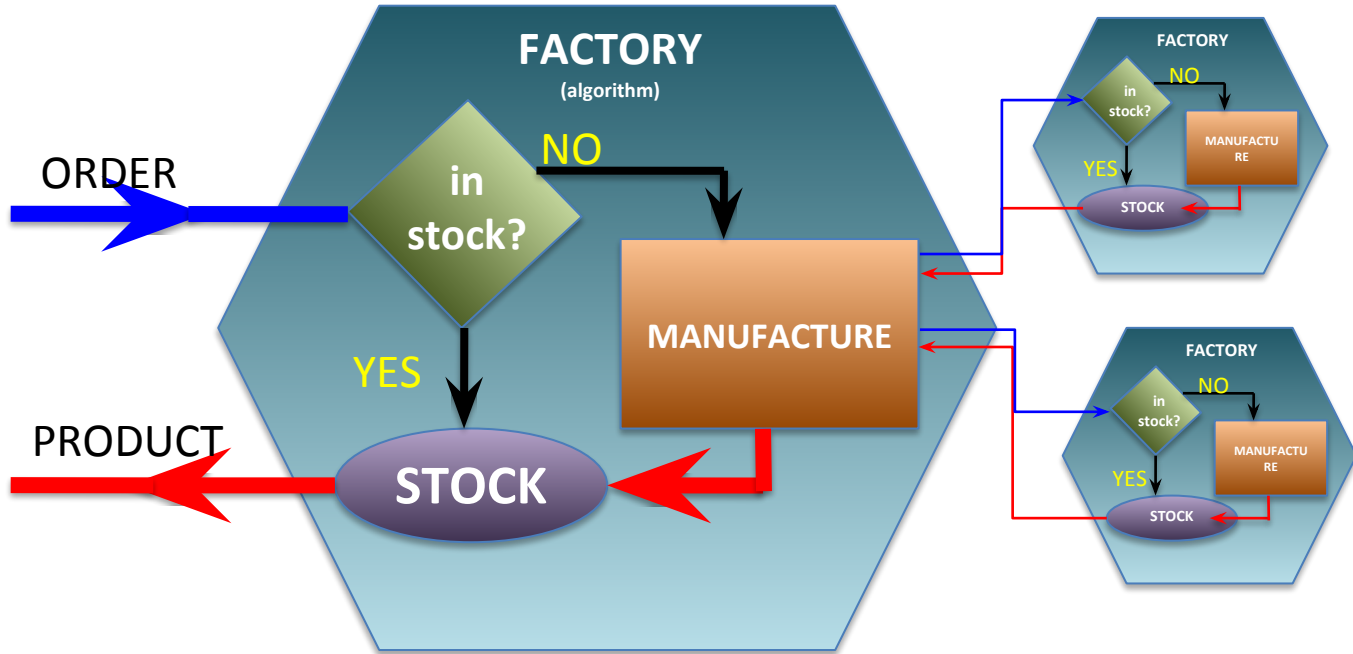 FACTORY
(algorithm)
ORDER
in
stock?
NO
YES
MANUFACTURE
PRODUCT
STOCK
FACTORY
in
stock?
NO
MANUFACTU
RE
YES
STOCK
FACTORY
in
stock?
NO
MANUFACTU
RE
YES
STOCK